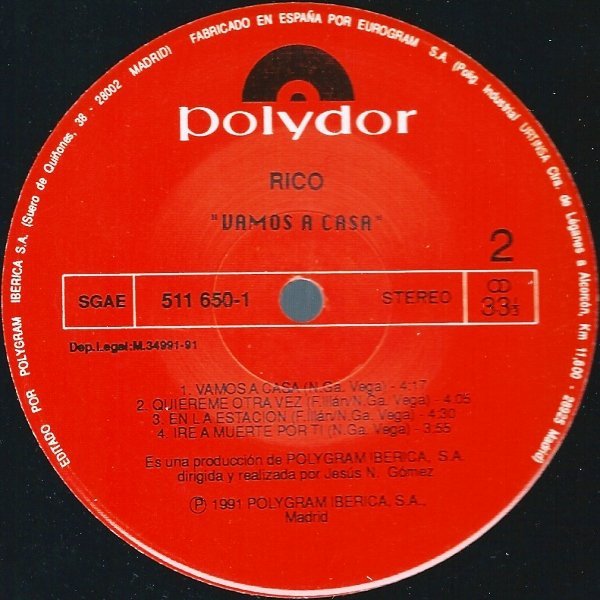 EDITADO POR POLYGRAM IBERICA S.A. (Suero de Quiñones, 38 - 28002 MADRID) FABRICADO EN ESPAÑA POR EUROGRAM S.A. (Polig. Industrial URTINSA Ctra. de Léganes a Alcorcón, Km 11,600 - 28925 Madrid)
polydor
RICO
"VAMOS A CASA"
2
SGAE 511 650-1 STEREO 33⅓
Dep.Legal:M.34991-91
1. VAMOS A CASA (N.Ga. Vega) - 4:17
2. QUIEREME OTRA VEZ (F.Illán/N.Ga. Vega) - 4:05
3. EN LA ESTACION (F.Illán/N.Ga. Vega) - 4:30
4. IRE A MUERTE POR TI (N.Ga. Vega) - 3:55
Es una producción de POLYGRAM IBERICA, S.A.
dirigida y realizada por Jesús N. Gómez
Ⓟ 1991 POLYGRAM IBERICA, S.A.,
Madrid